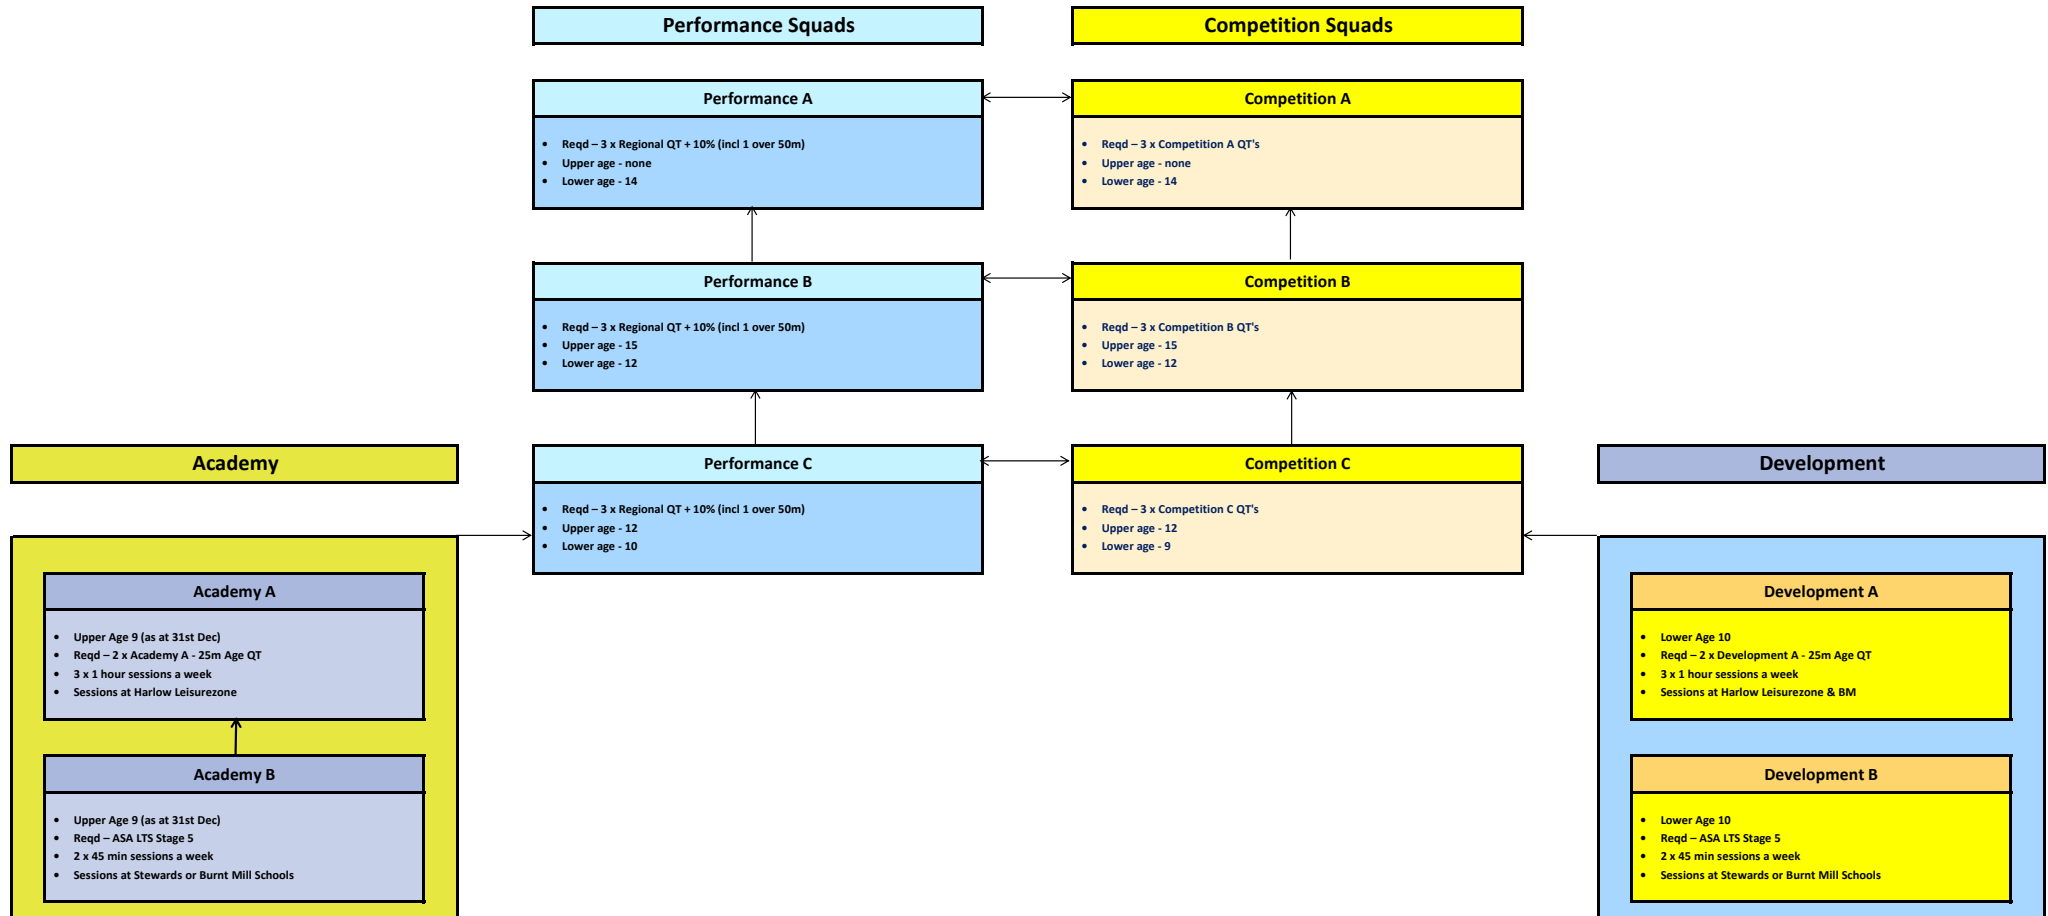 Performance Squads
Competition Squads
Performance A
• Reqd – 3 x Regional QT + 10% (incl 1 over 50m)
• Upper age - none
• Lower age - 14
Competition A
• Reqd – 3 x Competition A QT's
• Upper age - none
• Lower age - 14
Performance B
• Reqd – 3 x Regional QT + 10% (incl 1 over 50m)
• Upper age - 15
• Lower age - 12
Competition B
• Reqd – 3 x Competition B QT's
• Upper age - 15
• Lower age - 12
Academy
Performance C
• Reqd – 3 x Regional QT + 10% (incl 1 over 50m)
• Upper age - 12
• Lower age - 10
Competition C
• Reqd – 3 x Competition C QT's
• Upper age - 12
• Lower age - 9
Development
Academy A
• Upper Age 9 (as at 31st Dec)
• Reqd – 2 x Academy A - 25m Age QT
• 3 x 1 hour sessions a week
• Sessions at Harlow Leisurezone
Development A
• Lower Age 10
• Reqd – 2 x Development A - 25m Age QT
• 3 x 1 hour sessions a week
• Sessions at Harlow Leisurezone & BM
Academy B
• Upper Age 9 (as at 31st Dec)
• Reqd – ASA LTS Stage 5
• 2 x 45 min sessions a week
• Sessions at Stewards or Burnt Mill Schools
Development B
• Lower Age 10
• Reqd – ASA LTS Stage 5
• 2 x 45 min sessions a week
• Sessions at Stewards or Burnt Mill Schools